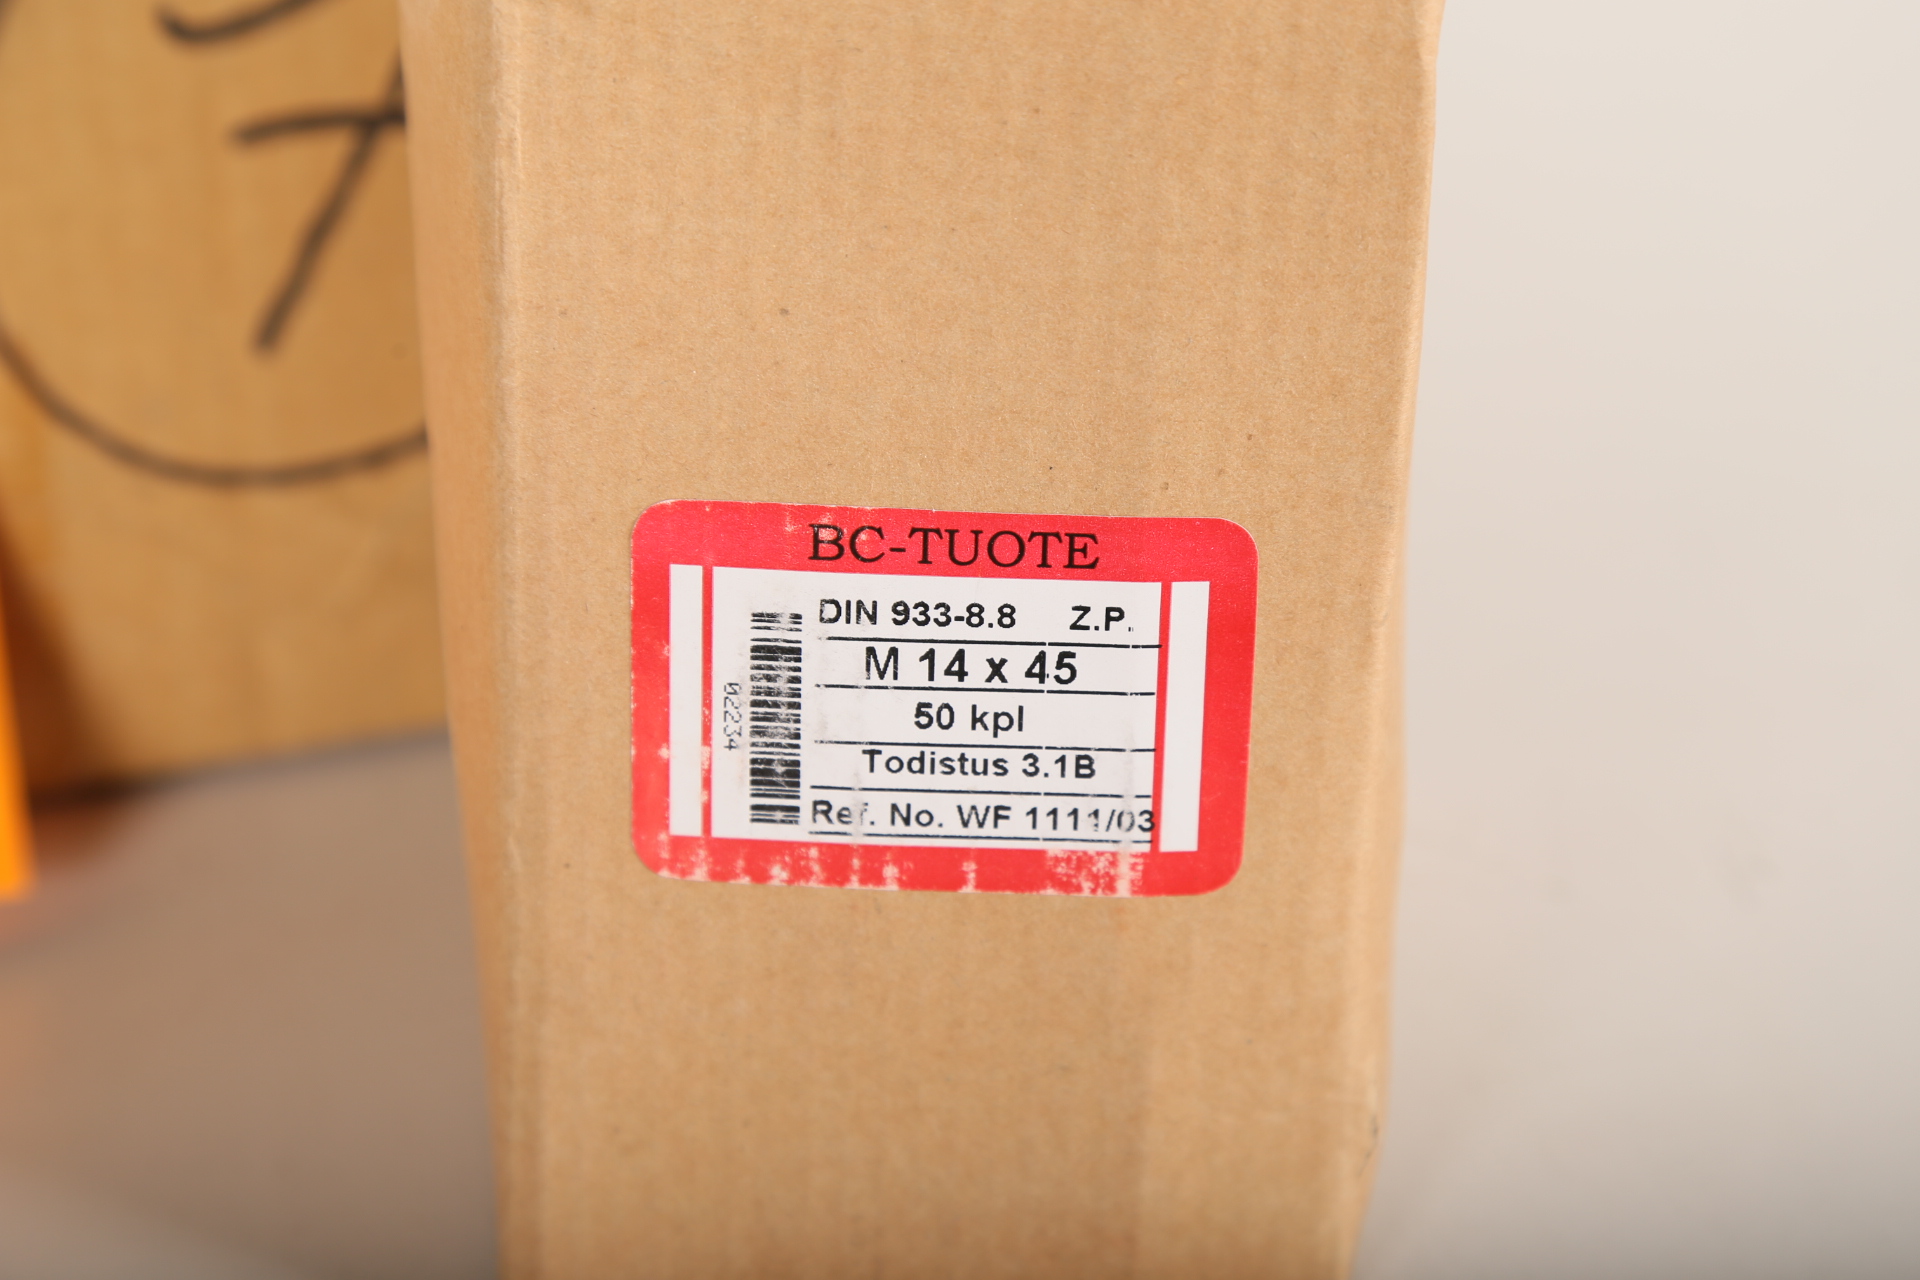 BC-TUOTE
DIN 933-8.8 Z.P.
M 14 x 45
50 kpl
Todistus 3.1B
Ref. No. WF 1111/03
02234
7